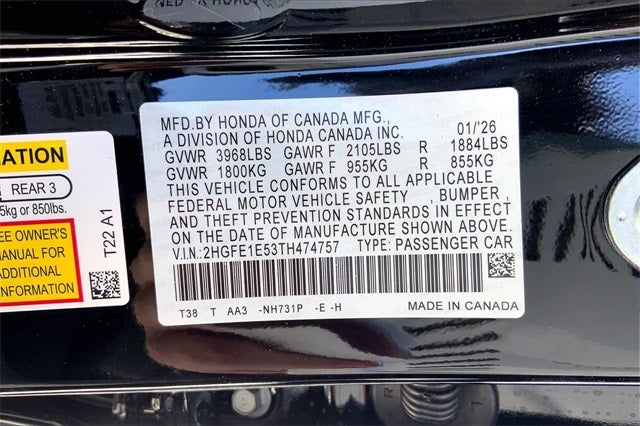 MFD.BY HONDA OF CANADA MFG.,
A DIVISION OF HONDA CANADA INC. 01/'26
GVWR 3968LBS GAWR F 2105LBS R 1884LBS
GVWR 1800KG GAWR F 955KG R 855KG
THIS VEHICLE CONFORMS TO ALL APPLICABLE
FEDERAL MOTOR VEHICLE SAFETY , BUMPER ,
AND THEFT PREVENTION STANDARDS IN EFFECT
ON THE DATE OF MANUFACTURE SHOWN ABOVE.
V.I.N.: 2HGFE1E53TH474757 TYPE: PASSENGER CAR
T38 T AA3 -NH731P -E -H MADE IN CANADA
MATION
REAR 3
5kg or 850lbs.
EE OWNER'S
MANUAL FOR
ADDITIONAL
INFORMATION
T22 A1